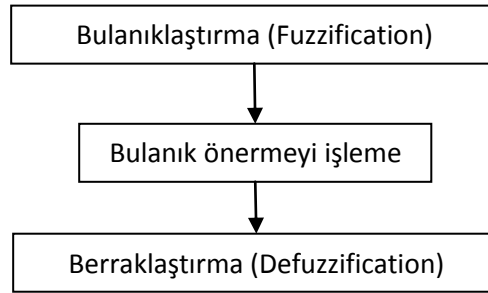 Bulanıklaştırma (Fuzzification)
Bulanık önermeyi işleme
Berraklaştırma (Defuzzification)